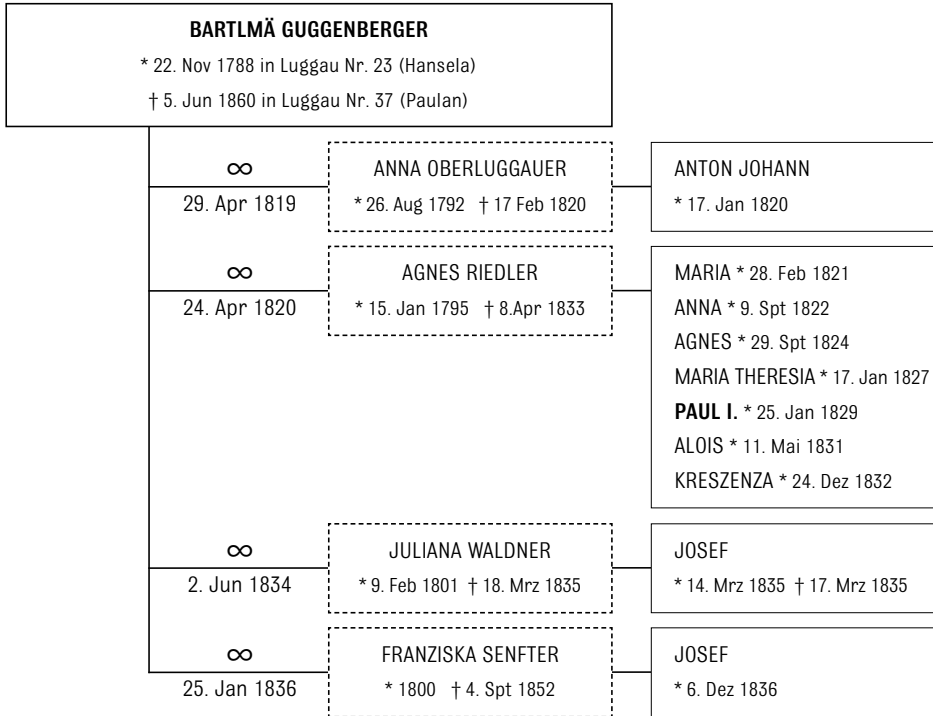 BARTLMÄ GUGGENBERGER
* 22. Nov 1788 in Luggau Nr. 23 (Hansela)
† 5. Jun 1860 in Luggau Nr. 37 (Paulan)
∞
29. Apr 1819
ANNA OBERLUGGAUER
* 26. Aug 1792 † 17 Feb 1820
ANTON JOHANN
* 17. Jan 1820
∞
24. Apr 1820
AGNES RIEDLER
* 15. Jan 1795 † 8.Apr 1833
MARIA * 28. Feb 1821
ANNA * 9. Spt 1822
AGNES * 29. Spt 1824
MARIA THERESIA * 17. Jan 1827
PAUL I. * 25. Jan 1829
ALOIS * 11. Mai 1831
KRESZENZA * 24. Dez 1832
∞
2. Jun 1834
JULIANA WALDNER
* 9. Feb 1801 † 18. Mrz 1835
JOSEF
* 14. Mrz 1835 † 17. Mrz 1835
∞
25. Jan 1836
FRANZISKA SENFTER
* 1800 † 4. Spt 1852
JOSEF
* 6. Dez 1836